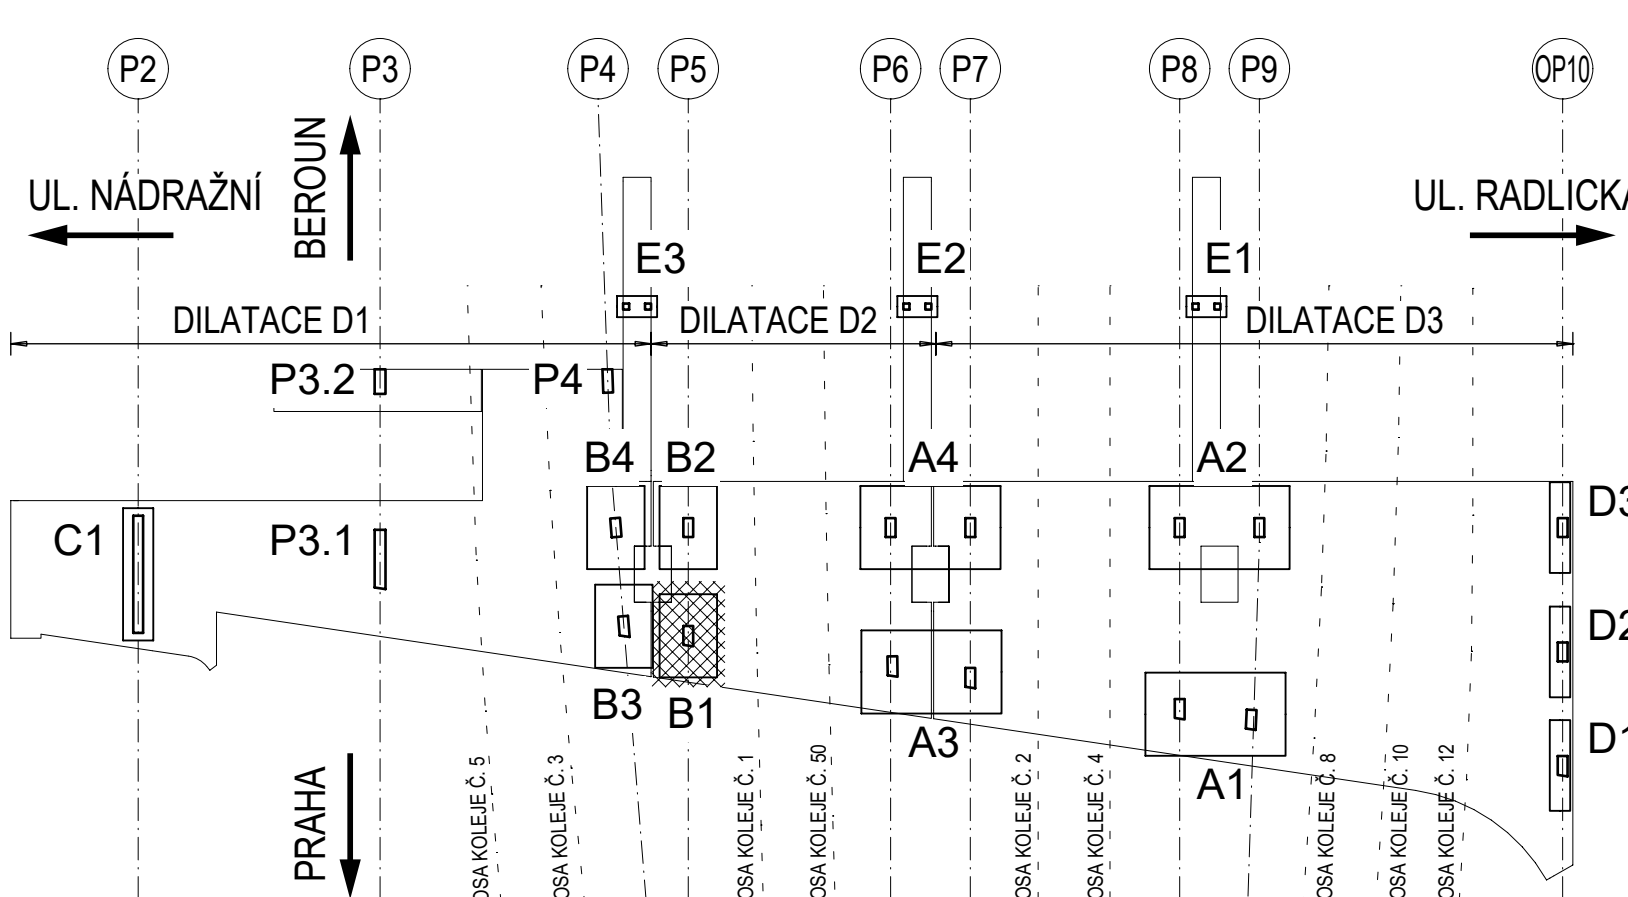 P2 P3 P4 P5 P6 P7 P8 P9 OP10
BEROUN
UL. NÁDRAŽNÍ
UL. RADLICKÁ
E3 E2 E1
DILATACE D1 DILATACE D2 DILATACE D3
P3.2 P4
B4 B2 A4 A2
D3
C1 P3.1
D2
B3 B1
A3
D1
A1
PRAHA
OSA KOLEJE Č. 5
OSA KOLEJE Č. 3
OSA KOLEJE Č. 1
OSA KOLEJE Č. 50
OSA KOLEJE Č. 2
OSA KOLEJE Č. 4
OSA KOLEJE Č. 8
OSA KOLEJE Č. 10
OSA KOLEJE Č. 12